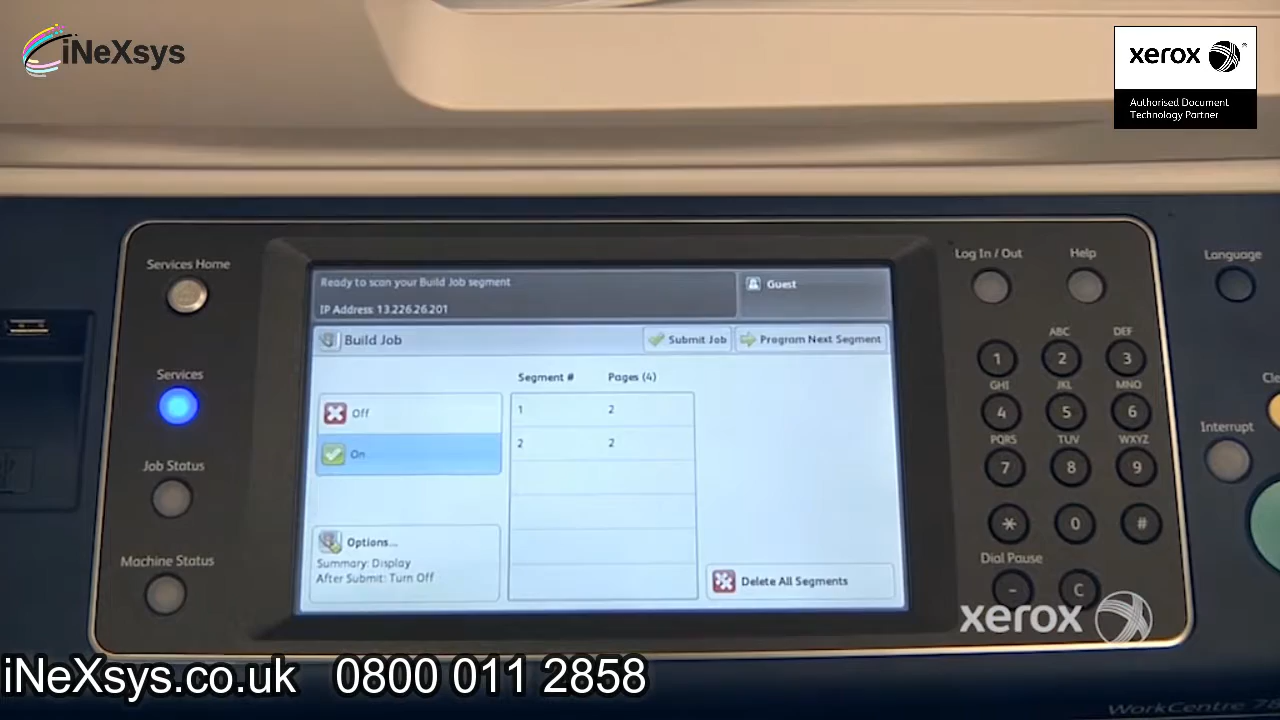 iNeXsys
xerox
Authorised Document
Technology Partner
Services Home
Log In / Out
Help
Language
Ready to scan your Build Job segment
Guest
IP Address: 13.226.26.201
Build Job
Submit Job
Program Next Segment
Services
Segment #
Pages (4)
Off
1
2
On
2
2
Options...
Summary: Display
After Submit: Turn Off
Delete All Segments
Job Status
Machine Status
ABC
DEF
1
2
3
GHI
JKL
MNO
4
5
6
PQRS
TUV
WXYZ
7
8
9
*
0
#
Dial Pause
-
C
Interrupt
xerox
iNeXsys.co.uk 0800 011 2858
WorkCentre